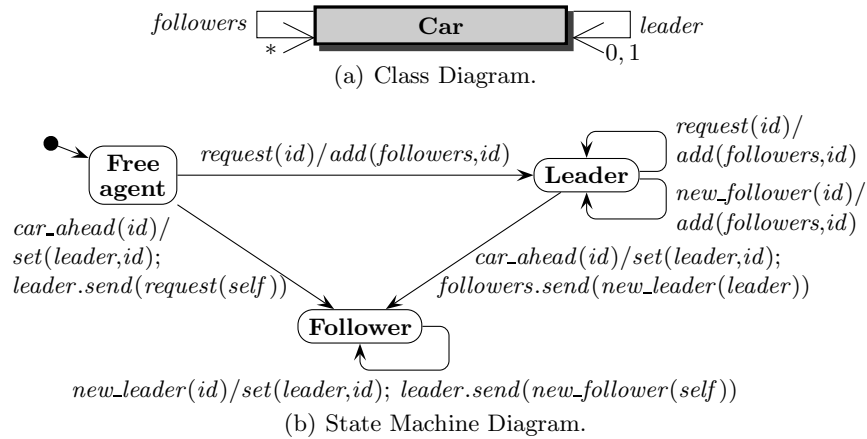 followers
*
Car
leader
0, 1
(a) Class Diagram.
Free
agent
request(id)/add(followers,id)
Leader
request(id)/
add(followers,id)
new_follower(id)/
add(followers,id)
car_ahead(id)/
set(leader,id);
leader.send(request(self))
car_ahead(id)/set(leader,id);
followers.send(new_leader(leader))
Follower
new_leader(id)/set(leader,id); leader.send(new_follower(self))
(b) State Machine Diagram.